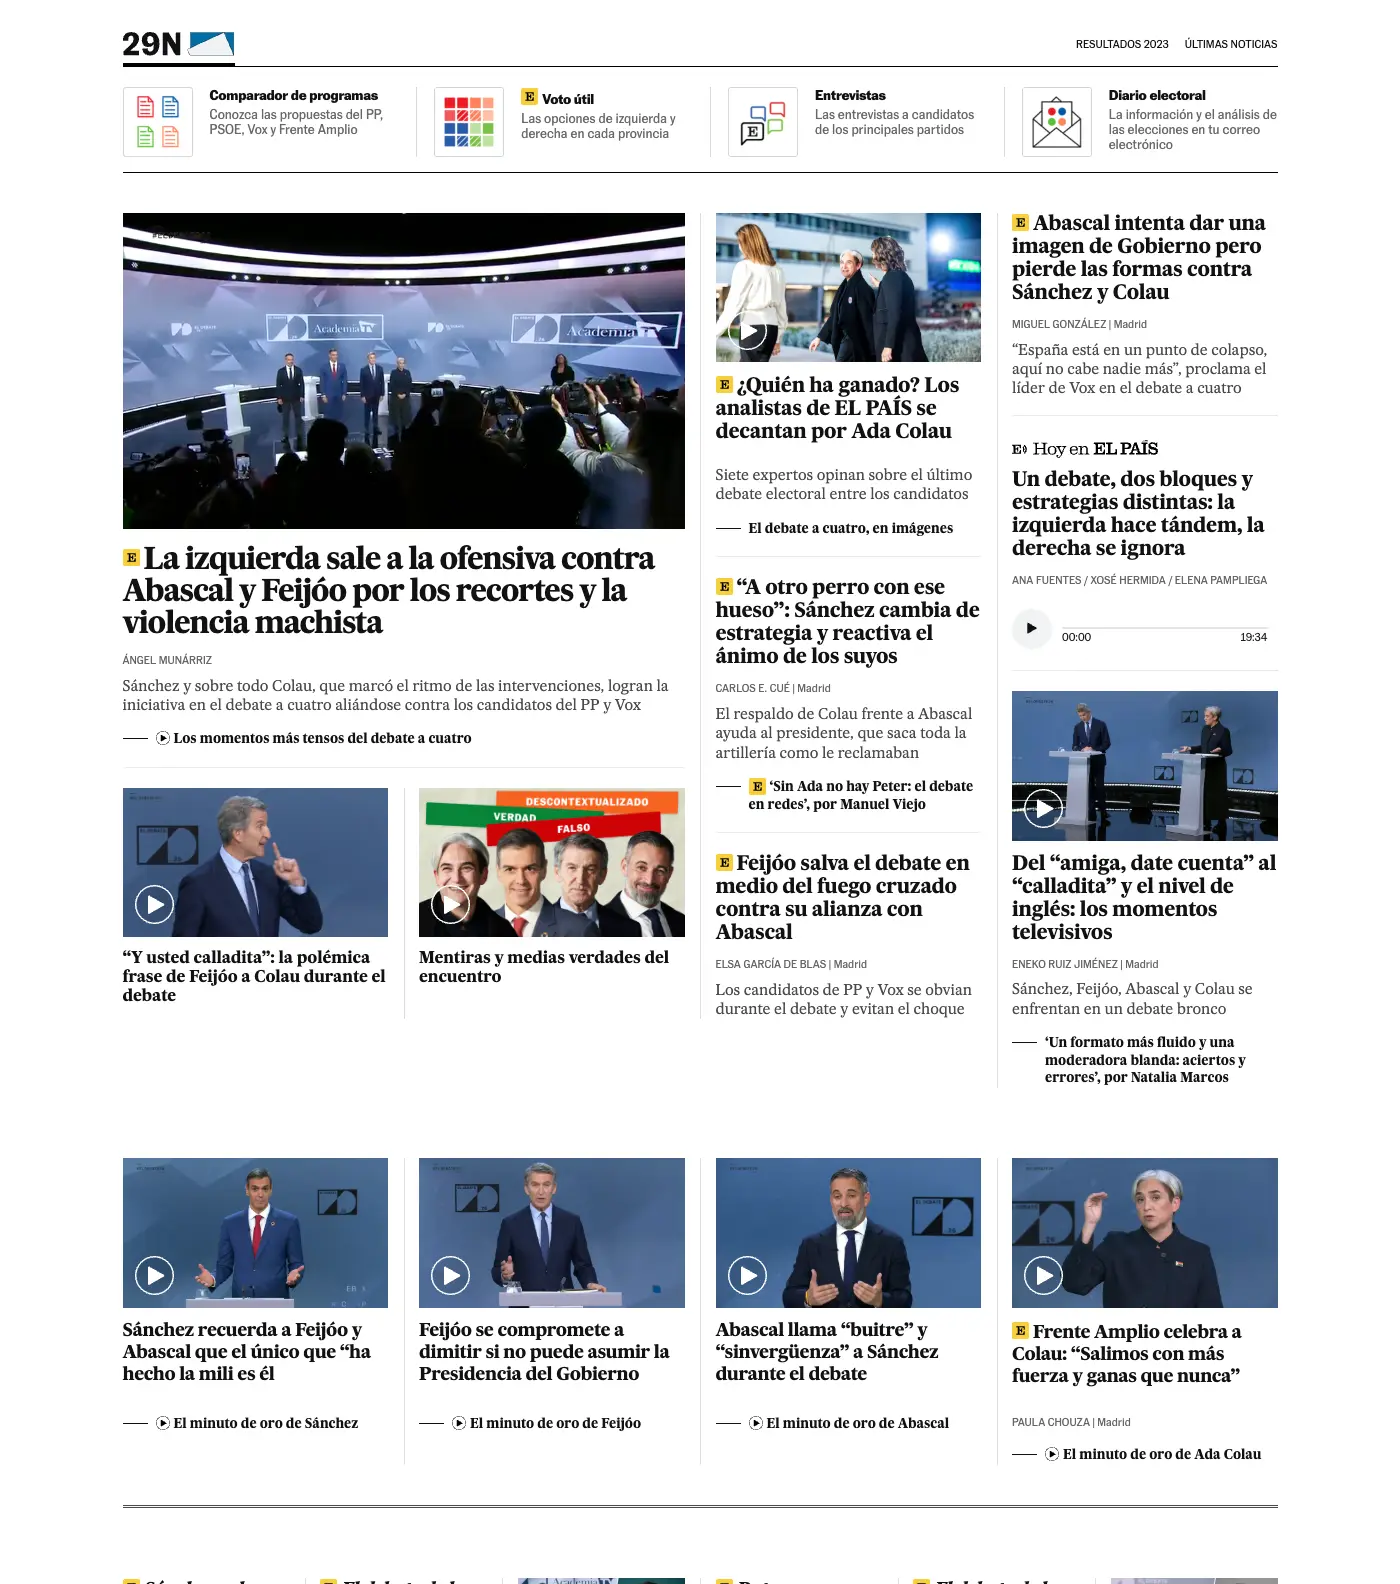 29N
RESULTADOS 2023 ÚLTIMAS NOTICIAS
Comparador de programas
Conozca las propuestas del PP,
PSOE, Vox y Frente Amplio
E Voto útil
Las opciones de izquierda y
derecha en cada provincia
E
Entrevistas
Las entrevistas a candidatos
de los principales partidos
Diario electoral
La información y el análisis de
las elecciones en tu correo
electrónico
EL DEBATE
AcademiaTV
AcademiaTV
E La izquierda sale a la ofensiva contra
Abascal y Feijóo por los recortes y la
violencia machista
ÁNGEL MUNÁRRIZ
Sánchez y sobre todo Colau, que marcó el ritmo de las intervenciones, logran la
iniciativa en el debate a cuatro aliándose contra los candidatos del PP y Vox
Los momentos más tensos del debate a cuatro
EL DEBATE
“Y usted calladita”: la polémica
frase de Feijóo a Colau durante el
debate
DESCONTEXTUALIZADO
VERDAD
FALSO
Mentiras y medias verdades del
encuentro
E ¿Quién ha ganado? Los
analistas de EL PAÍS se
decantan por Ada Colau
Siete expertos opinan sobre el último
debate electoral entre los candidatos
El debate a cuatro, en imágenes
E “A otro perro con ese
hueso”: Sánchez cambia de
estrategia y reactiva el
ánimo de los suyos
CARLOS E. CUÉ | Madrid
El respaldo de Colau frente a Abascal
ayuda al presidente, que saca toda la
artillería como le reclamaban
E ‘Sin Ada no hay Peter: el debate
en redes’, por Manuel Viejo
E Feijóo salva el debate en
medio del fuego cruzado
contra su alianza con
Abascal
ELSA GARCÍA DE BLAS | Madrid
Los candidatos de PP y Vox se obvian
durante el debate y evitan el choque
E Abascal intenta dar una
imagen de Gobierno pero
pierde las formas contra
Sánchez y Colau
MIGUEL GONZÁLEZ | Madrid
“España está en un punto de colapso,
aquí no cabe nadie más”, proclama el
líder de Vox en el debate a cuatro
E Hoy en EL PAÍS
Un debate, dos bloques y
estrategias distintas: la
izquierda hace tándem, la
derecha se ignora
ANA FUENTES / XOSÉ HERMIDA / ELENA PAMPLIEGA
00:00 19:34
Del “amiga, date cuenta” al
“calladita” y el nivel de
inglés: los momentos
televisivos
ENEKO RUIZ JIMÉNEZ | Madrid
Sánchez, Feijóo, Abascal y Colau se
enfrentan en un debate bronco
‘Un formato más fluido y una
moderadora blanda: aciertos y
errores’, por Natalia Marcos
Sánchez recuerda a Feijóo y
Abascal que el único que “ha
hecho la mili es él
El minuto de oro de Sánchez
Feijóo se compromete a
dimitir si no puede asumir la
Presidencia del Gobierno
El minuto de oro de Feijóo
EL DEBATE
Abascal llama “buitre” y
“sinvergüenza” a Sánchez
durante el debate
El minuto de oro de Abascal
EL DEBATE
E Frente Amplio celebra a
Colau: “Salimos con más
fuerza y ganas que nunca”
PAULA CHOUZA | Madrid
El minuto de oro de Ada Colau